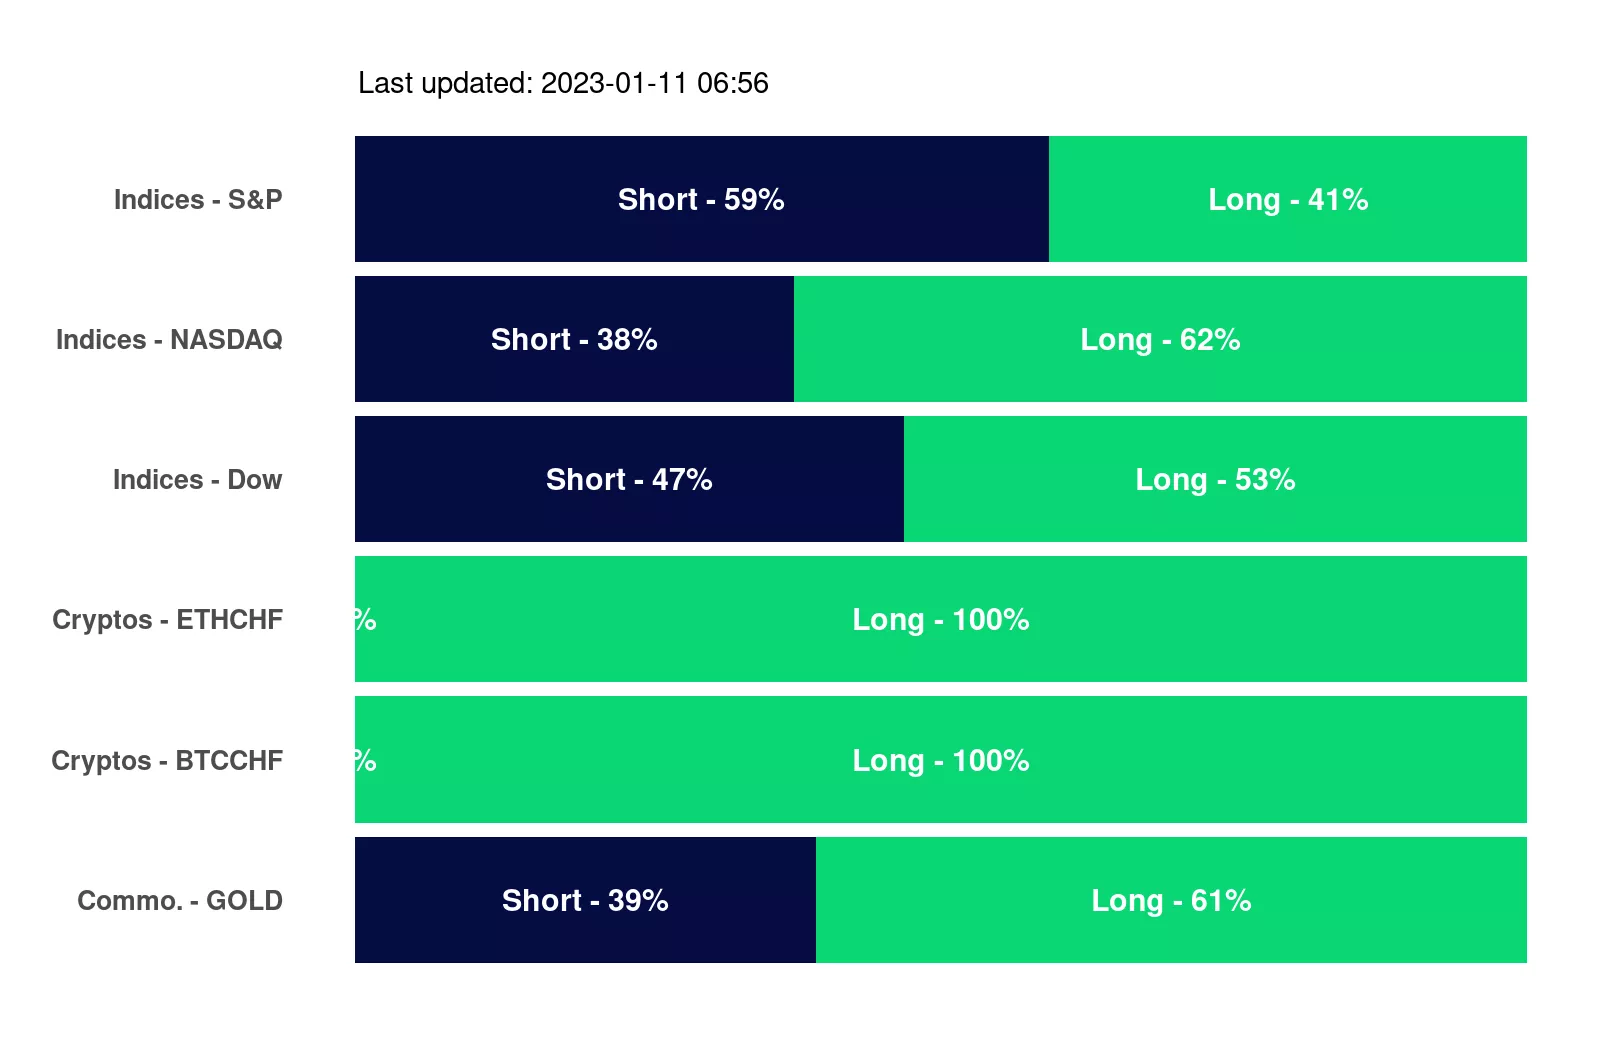 Last updated: 2023-01-11 06:56
Indices - S&P
Short - 59%
Long - 41%
Indices - NASDAQ
Short - 38%
Long - 62%
Indices - Dow
Short - 47%
Long - 53%
Cryptos - ETHCHF
%
Long - 100%
Cryptos - BTCCHF
%
Long - 100%
Commo. - GOLD
Short - 39%
Long - 61%